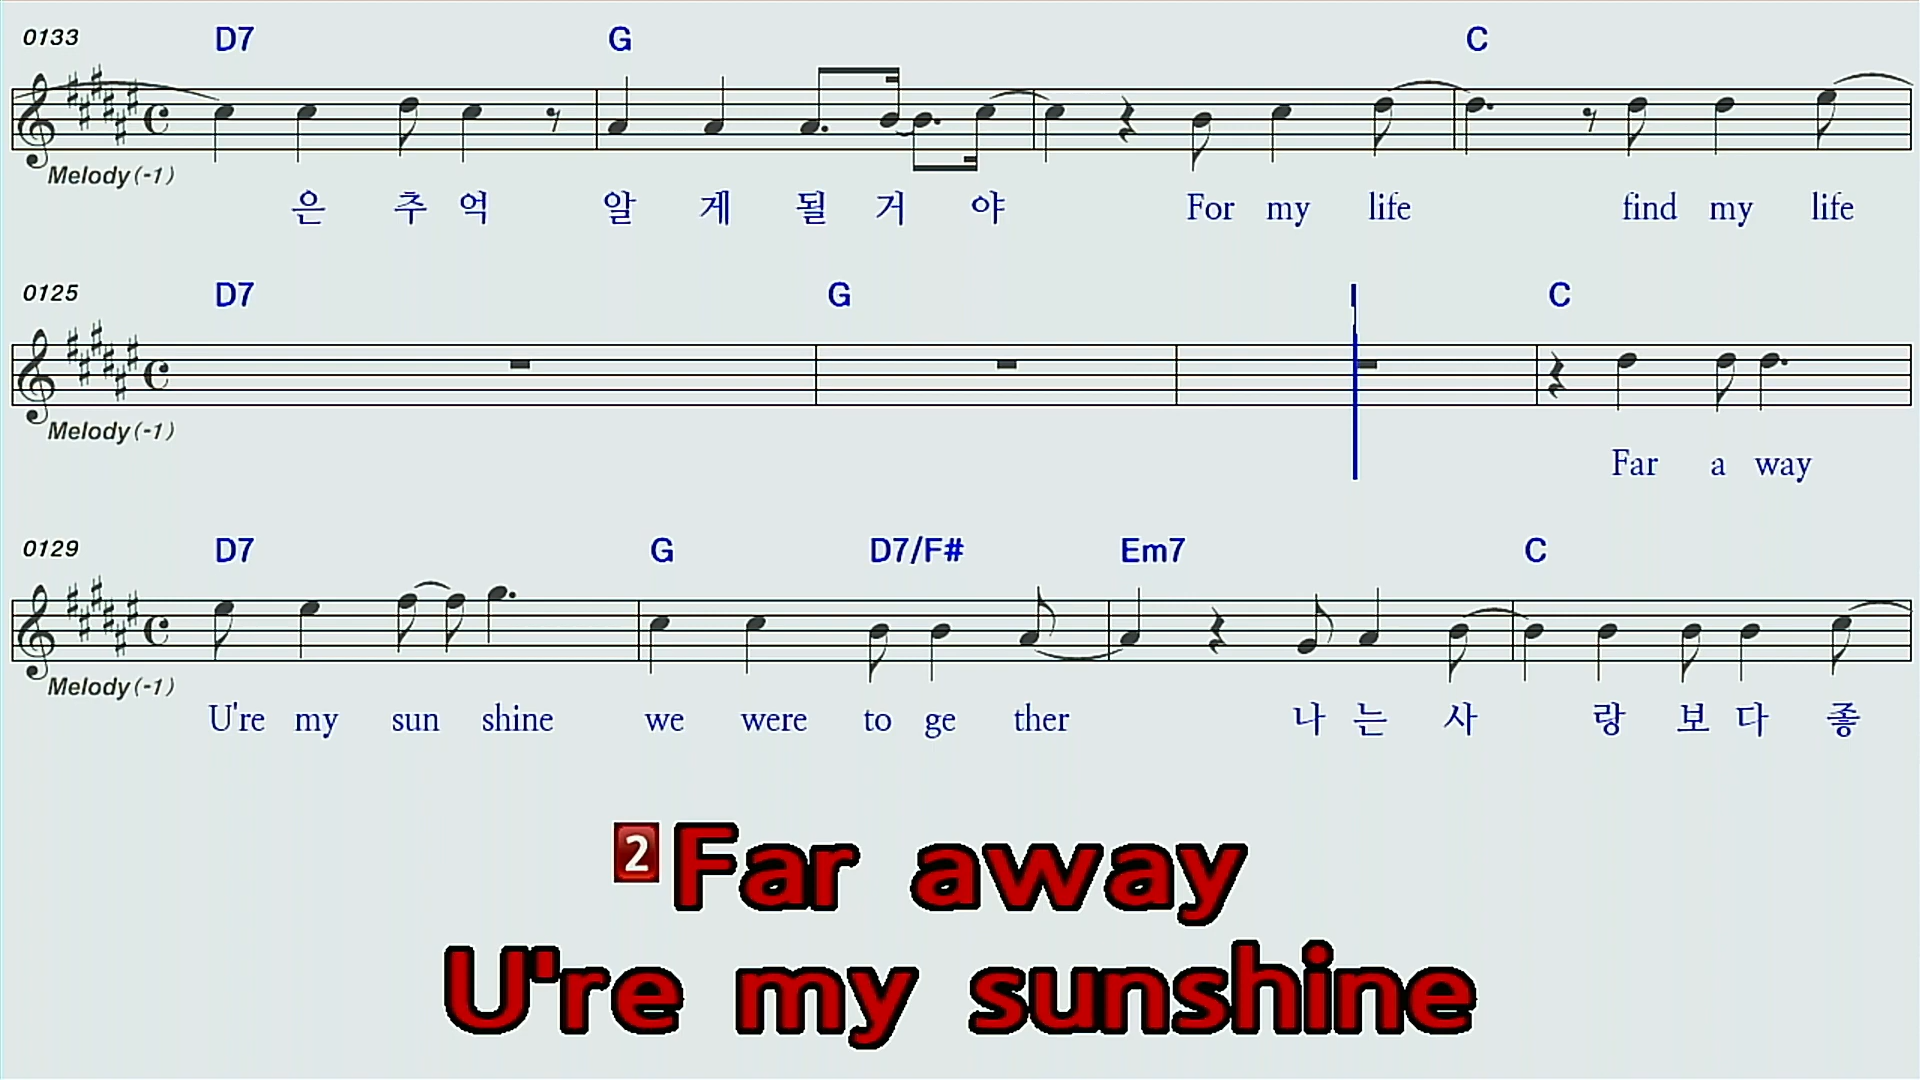 0133 D7 G C
Melody(-1)
은 추 억 알 게 될 거 야 For my life find my life
0125 D7 G C
Melody(-1)
Far a way
0129 D7 G D7/F# Em7 C
Melody(-1)
U're my sun shine we were to ge ther 나 는 사 랑 보 다 좋
2 Far away
U're my sunshine